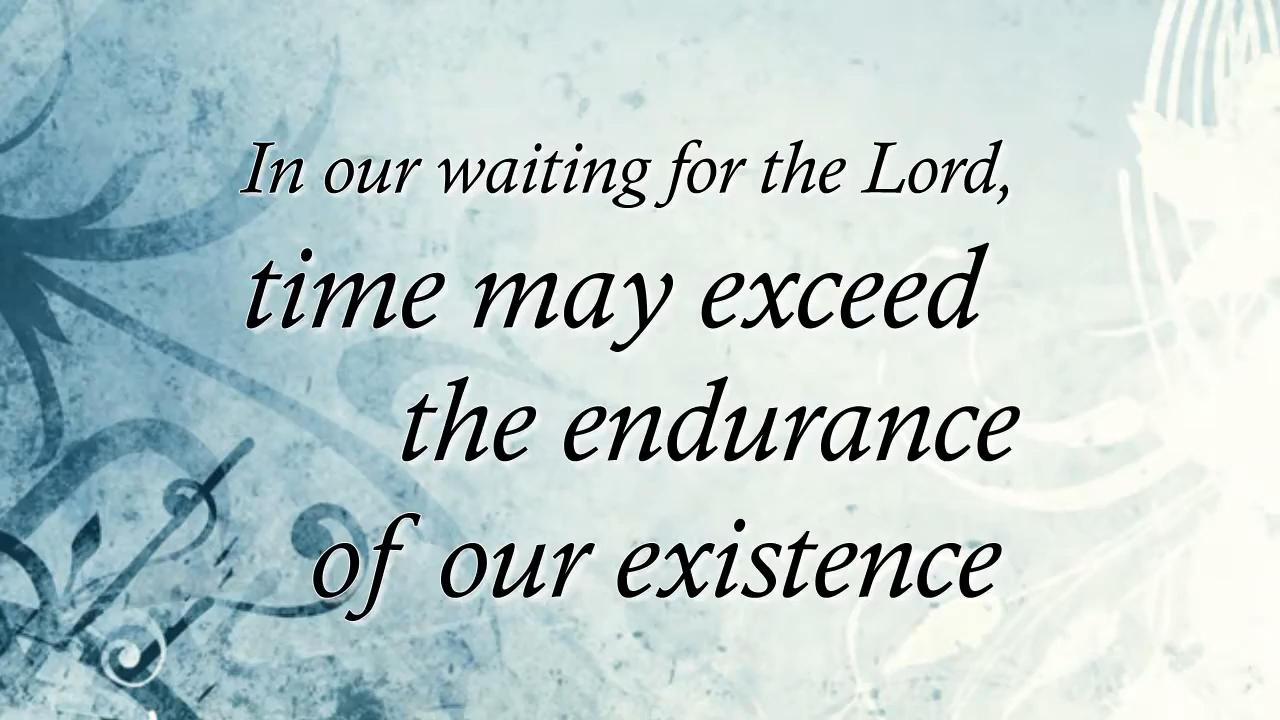 In our waiting for the Lord,
time may exceed
the endurance
of our existence